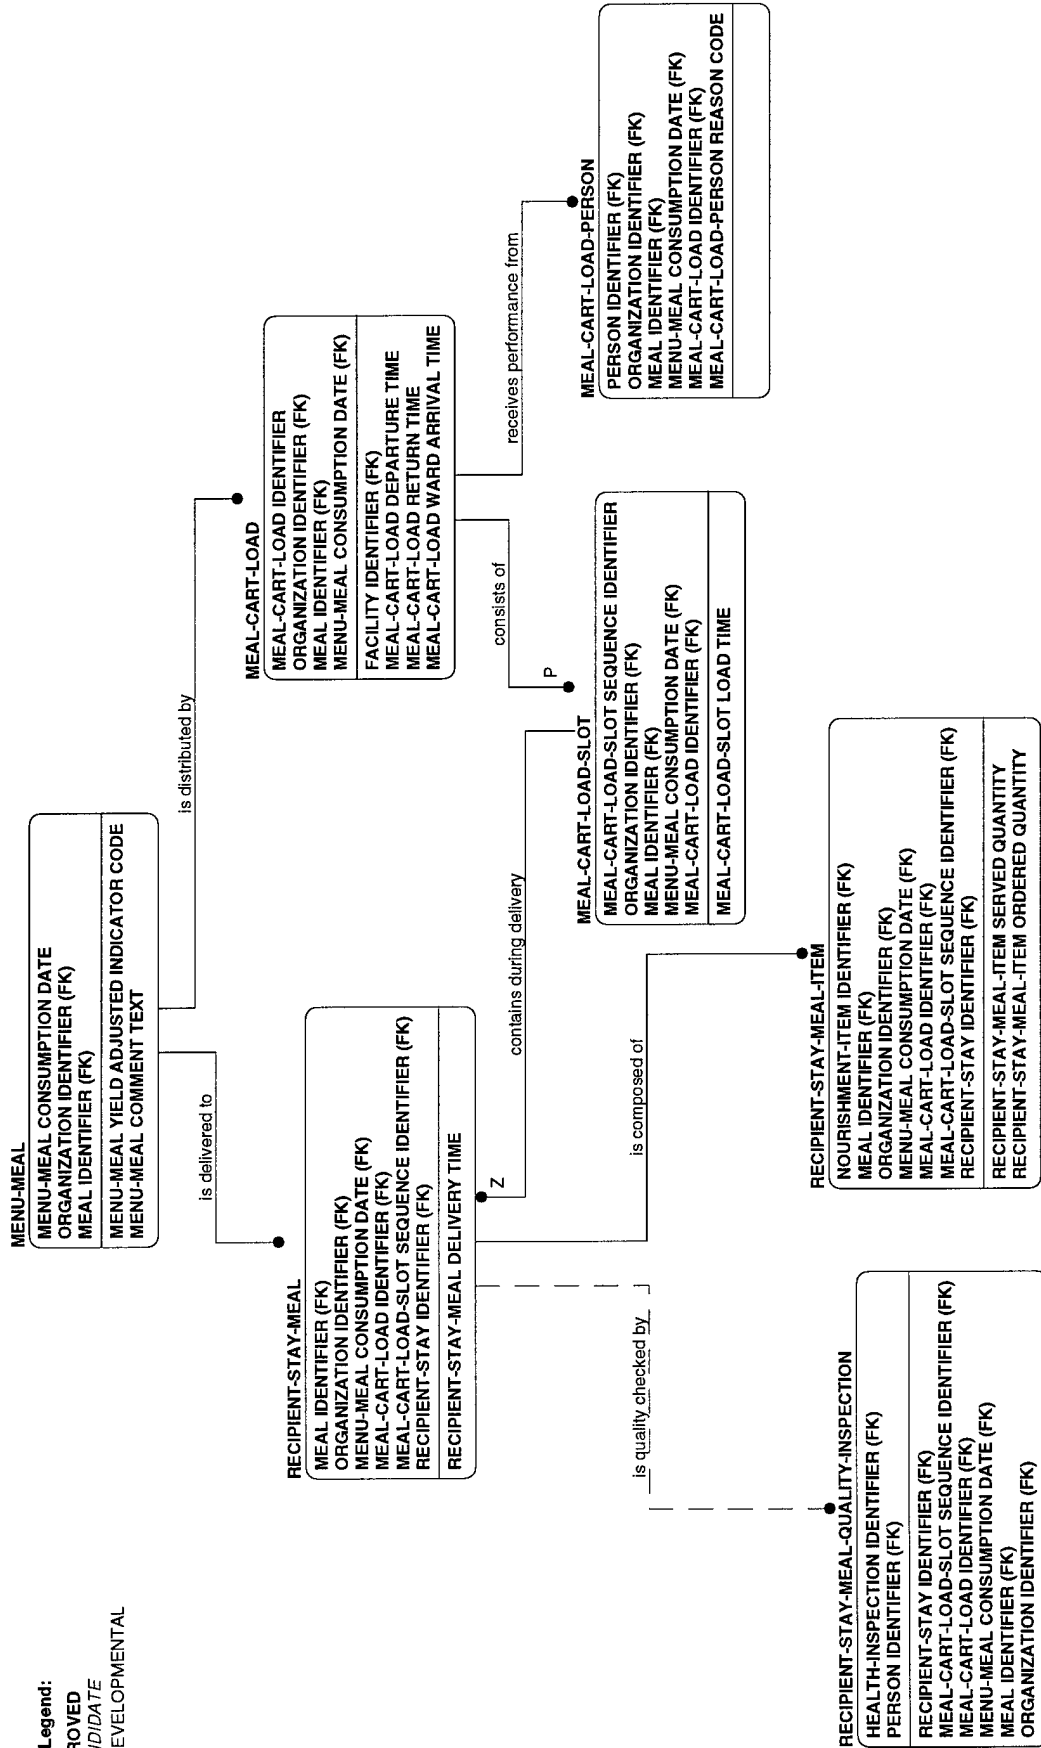 Legend:
ROVED
DIDATE
EVELOPMENTAL
MENU-MEAL
MENU-MEAL CONSUMPTION DATE
ORGANIZATION IDENTIFIER (FK)
MEAL IDENTIFIER (FK)
MENU-MEAL YIELD ADJUSTED INDICATOR CODE
MENU-MEAL COMMENT TEXT
is delivered to
is distributed by
RECIPIENT-STAY-MEAL
MEAL IDENTIFIER (FK)
ORGANIZATION IDENTIFIER (FK)
MENU-MEAL CONSUMPTION DATE (FK)
MEAL-CART-LOAD IDENTIFIER (FK)
MEAL-CART-LOAD-SLOT SEQUENCE IDENTIFIER (FK)
RECIPIENT-STAY IDENTIFIER (FK)
RECIPIENT-STAY-MEAL DELIVERY TIME
MEAL-CART-LOAD
MEAL-CART-LOAD IDENTIFIER
ORGANIZATION IDENTIFIER (FK)
MEAL IDENTIFIER (FK)
MENU-MEAL CONSUMPTION DATE (FK)
FACILITY IDENTIFIER (FK)
MEAL-CART-LOAD DEPARTURE TIME
MEAL-CART-LOAD RETURN TIME
MEAL-CART-LOAD WARD ARRIVAL TIME
Z
contains during delivery
consists of
P
receives performance from
MEAL-CART-LOAD-SLOT
MEAL-CART-LOAD-SLOT SEQUENCE IDENTIFIER
ORGANIZATION IDENTIFIER (FK)
MEAL IDENTIFIER (FK)
MENU-MEAL CONSUMPTION DATE (FK)
MEAL-CART-LOAD IDENTIFIER (FK)
MEAL-CART-LOAD-SLOT LOAD TIME
MEAL-CART-LOAD-PERSON
PERSON IDENTIFIER (FK)
ORGANIZATION IDENTIFIER (FK)
MEAL IDENTIFIER (FK)
MENU-MEAL CONSUMPTION DATE (FK)
MEAL-CART-LOAD IDENTIFIER (FK)
MEAL-CART-LOAD-PERSON REASON CODE
is quality checked by
is composed of
RECIPIENT-STAY-MEAL-QUALITY-INSPECTION
HEALTH-INSPECTION IDENTIFIER (FK)
PERSON IDENTIFIER (FK)
RECIPIENT-STAY IDENTIFIER (FK)
MEAL-CART-LOAD-SLOT SEQUENCE IDENTIFIER (FK)
MEAL-CART-LOAD IDENTIFIER (FK)
MENU-MEAL CONSUMPTION DATE (FK)
MEAL IDENTIFIER (FK)
ORGANIZATION IDENTIFIER (FK)
RECIPIENT-STAY-MEAL-ITEM
NOURISHMENT-ITEM IDENTIFIER (FK)
MEAL IDENTIFIER (FK)
ORGANIZATION IDENTIFIER (FK)
MENU-MEAL CONSUMPTION DATE (FK)
MEAL-CART-LOAD IDENTIFIER (FK)
MEAL-CART-LOAD-SLOT SEQUENCE IDENTIFIER (FK)
RECIPIENT-STAY IDENTIFIER (FK)
RECIPIENT-STAY-MEAL-ITEM SERVED QUANTITY
RECIPIENT-STAY-MEAL-ITEM ORDERED QUANTITY